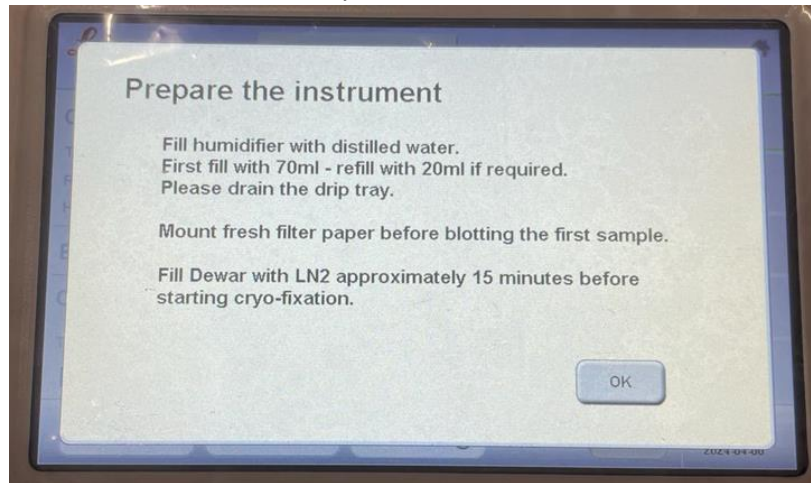 Prepare the instrument
Fill humidifier with distilled water.
First fill with 70ml - refill with 20ml if required.
Please drain the drip tray.
Mount fresh filter paper before blotting the first sample.
Fill Dewar with LN2 approximately 15 minutes before
starting cryo-fixation.
OK